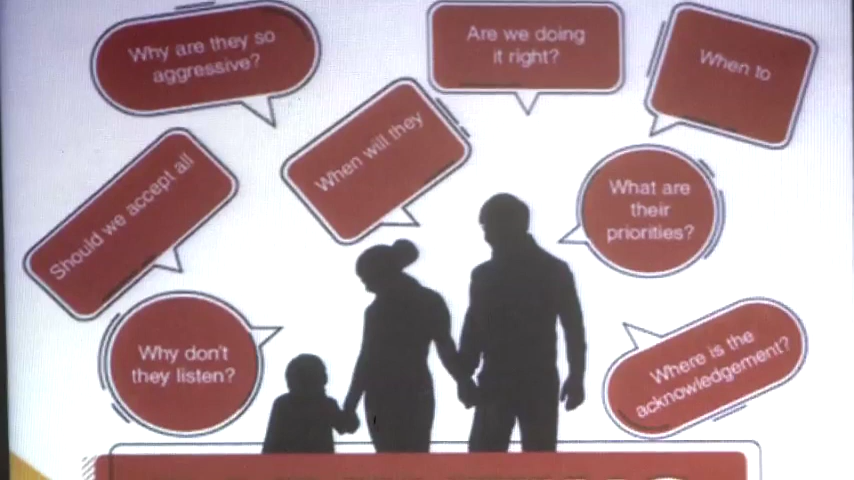 Why are they so
aggressive?
Are we doing
it right?
When to
When will they
Should we accept all
What are
their
priorities?
Why don't
they listen?
Where is the
acknowledgement?